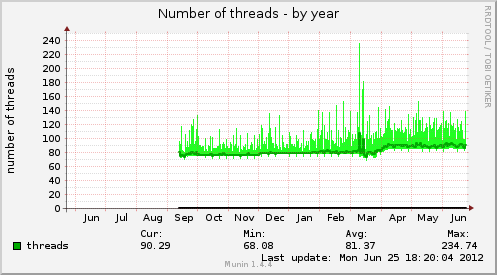 Number of threads - by year
RRDTOOL / TOBI OETIKER
number of threads
240
220
200
180
160
140
120
100
80
60
40
20
0
Jun Jul Aug Sep Oct Nov Dec Jan Feb Mar Apr May Jun
Cur: Min: Avg: Max:
threads 90.29 68.08 81.37 234.74
Last update: Mon Jun 25 18:20:04 2012
Munin 1.4.4